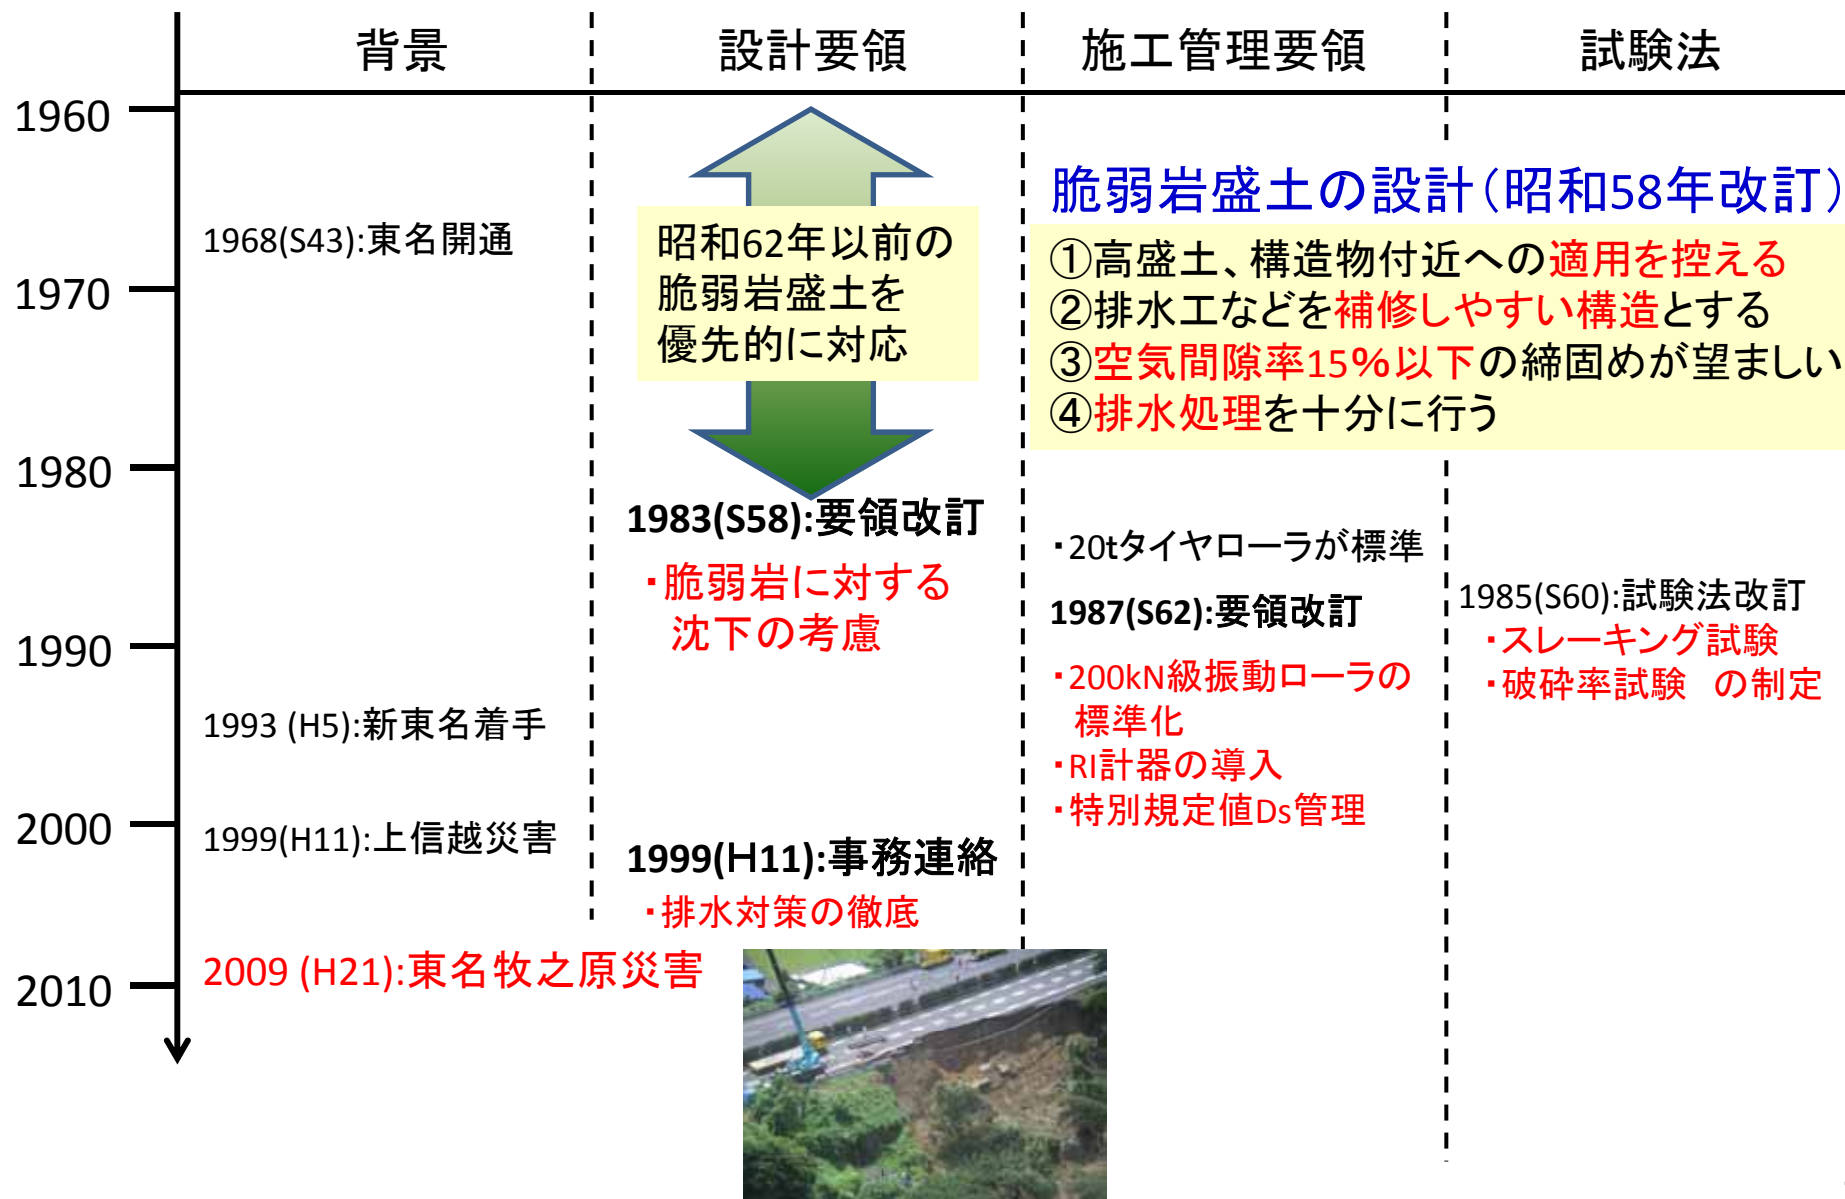 背景
設計要領
施工管理要領
試験法
1960
1970
1980
1990
2000
2010
1968(S43):東名開通
1993 (H5):新東名着手
1999(H11):上信越災害
2009 (H21):東名牧之原災害
昭和62年以前の
脆弱岩盛土を
優先的に対応
1983(S58):要領改訂
・脆弱岩に対する
沈下の考慮
1999(H11):事務連絡
・排水対策の徹底
脆弱岩盛土の設計(昭和58年改訂)
①高盛土、構造物付近への適用を控える
②排水工などを補修しやすい構造とする
③空気間隙率15%以下の締固めが望ましい
④排水処理を十分に行う
・20tタイヤローラが標準
1987(S62):要領改訂
・200kN級振動ローラの
標準化
・RI計器の導入
・特別規定値Ds管理
1985(S60):試験法改訂
・スレーキング試験
・破砕率試験　の制定